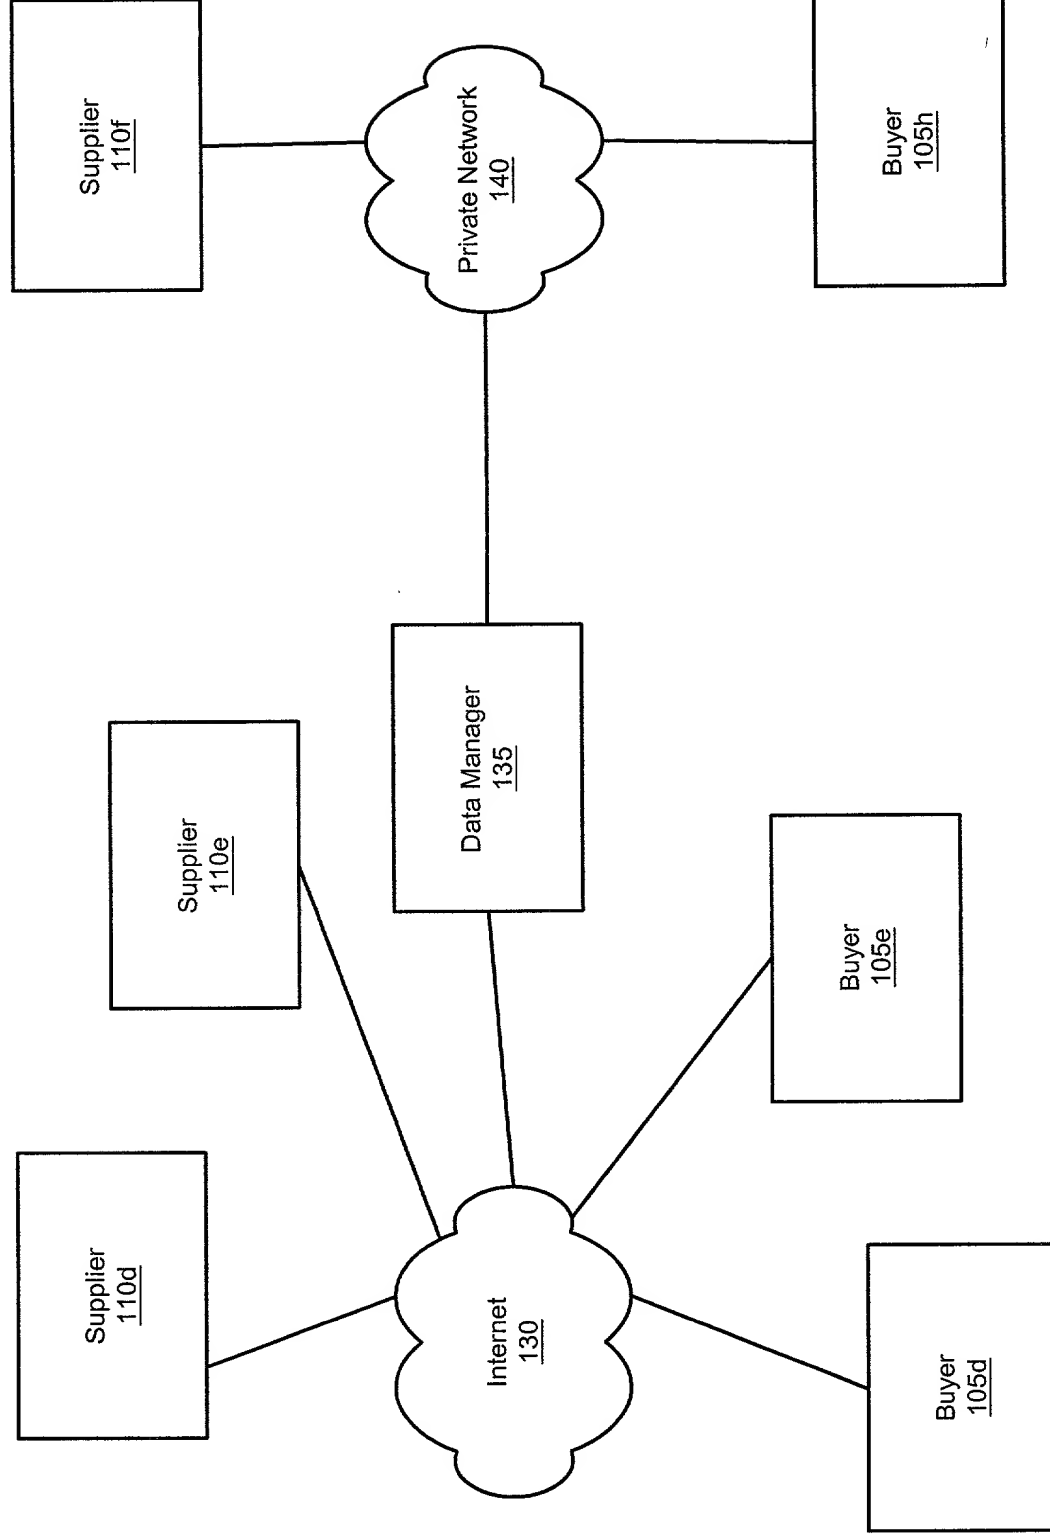 Supplier
110d
Supplier
110e
Supplier
110f
Internet
130
Data Manager
135
Private Network
140
Buyer
105d
Buyer
105e
Buyer
105h